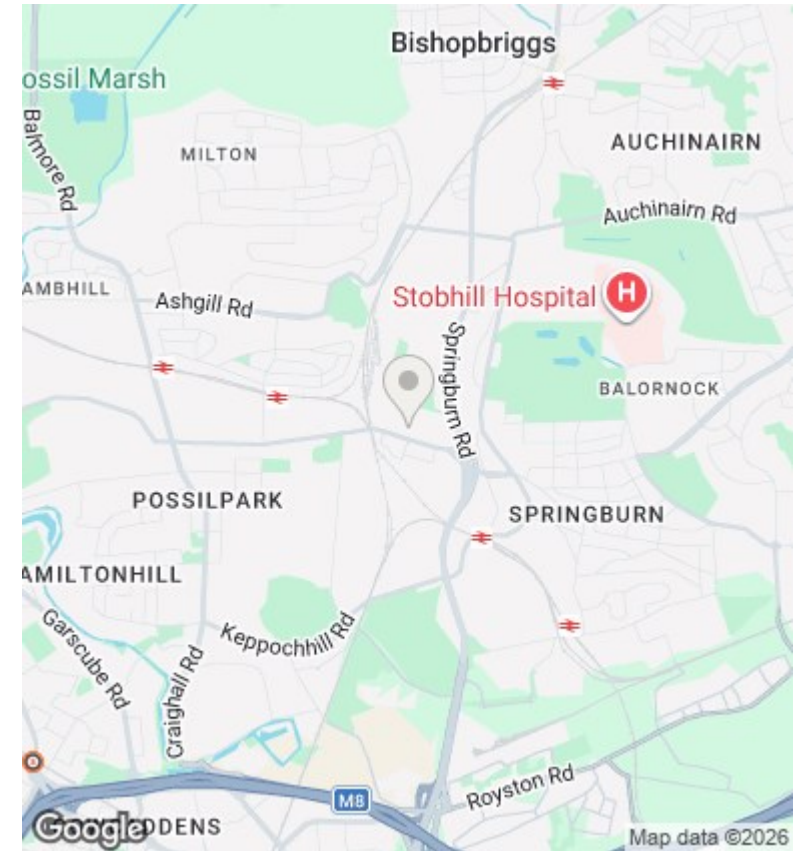 Bishopbriggs
ossil Marsh
Balmore Rd
MILTON
AUCHINAIRN
Auchinairn Rd
AMBHILL
Ashgill Rd
Stobhill Hospital
H
Springburn Rd
BALORNOCK
POSSILPARK
SPRINGBURN
AMILTONHILL
Garscube Rd
Keppochhill Rd
Craighall Rd
M8
Royston Rd
Google
DDENS
Map data ©2026